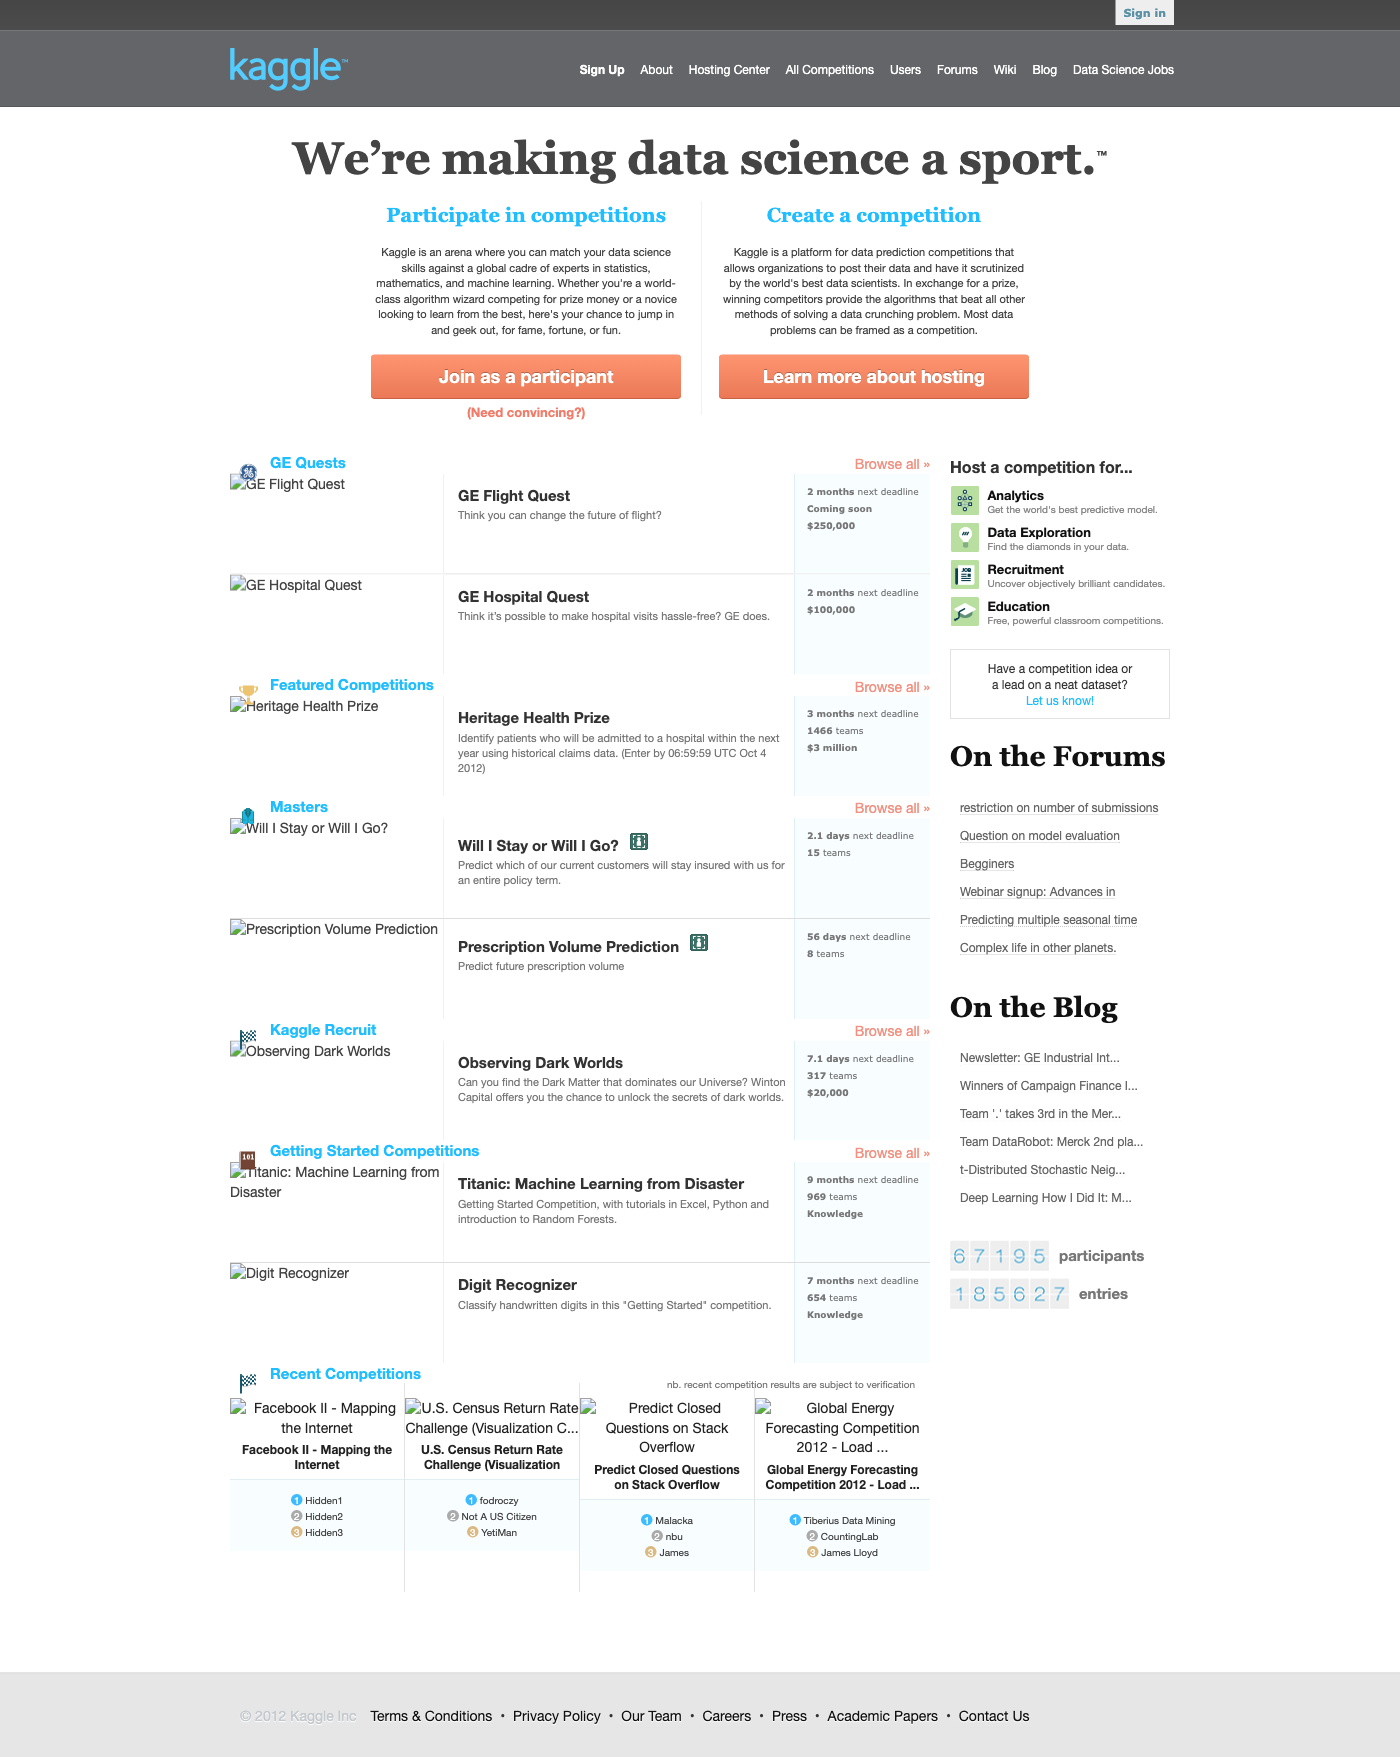 Sign in
kaggle™
Sign Up About Hosting Center All Competitions Users Forums Wiki Blog Data Science Jobs
We're making data science a sport.™
Participate in competitions
Kaggle is an arena where you can match your data science
skills against a global cadre of experts in statistics,
mathematics, and machine learning. Whether you're a world-
class algorithm wizard competing for prize money or a novice
looking to learn from the best, here's your chance to jump in
and geek out, for fame, fortune, or fun.
Join as a participant
(Need convincing?)
Create a competition
Kaggle is a platform for data prediction competitions that
allows organizations to post their data and have it scrutinized
by the world's best data scientists. In exchange for a prize,
winning competitors provide the algorithms that beat all other
methods of solving a data crunching problem. Most data
problems can be framed as a competition.
Learn more about hosting
GE Quests
Browse all »
GE Flight Quest
GE Flight Quest
Think you can change the future of flight?
2 months next deadline
Coming soon
$250,000
GE Hospital Quest
GE Hospital Quest
Think it's possible to make hospital visits hassle-free? GE does.
2 months next deadline
$100,000
Featured Competitions
Browse all »
Heritage Health Prize
Heritage Health Prize
Identify patients who will be admitted to a hospital within the next
year using historical claims data. (Enter by 06:59:59 UTC Oct 4
2012)
3 months next deadline
1466 teams
$3 million
Masters
Browse all »
Will I Stay or Will I Go?
Will I Stay or Will I Go?
Predict which of our current customers will stay insured with us for
an entire policy term.
2.1 days next deadline
15 teams
Prescription Volume Prediction
Prescription Volume Prediction
Predict future prescription volume
56 days next deadline
8 teams
Kaggle Recruit
Browse all »
Observing Dark Worlds
Observing Dark Worlds
Can you find the Dark Matter that dominates our Universe? Winton
Capital offers you the chance to unlock the secrets of dark worlds.
7.1 days next deadline
317 teams
$20,000
101
Getting Started Competitions
Browse all »
Titanic: Machine Learning from
Disaster
Titanic: Machine Learning from Disaster
Getting Started Competition, with tutorials in Excel, Python and
introduction to Random Forests.
9 months next deadline
969 teams
Knowledge
Digit Recognizer
Digit Recognizer
Classify handwritten digits in this "Getting Started" competition.
7 months next deadline
654 teams
Knowledge
Recent Competitions
nb. recent competition results are subject to verification
Facebook II - Mapping
the Internet
Facebook II - Mapping the
Internet
1 Hidden1
2 Hidden2
3 Hidden3
U.S. Census Return Rate
Challenge (Visualization C...
U.S. Census Return Rate
Challenge (Visualization
1 fodroczy
2 Not A US Citizen
3 YetiMan
Predict Closed
Questions on Stack
Overflow
Predict Closed Questions
on Stack Overflow
1 Malacka
2 nbu
3 James
Global Energy
Forecasting Competition
2012 - Load ...
Global Energy Forecasting
Competition 2012 - Load ...
1 Tiberius Data Mining
2 CountingLab
3 James Lloyd
Host a competition for...
Analytics
Get the world's best predictive model.
Data Exploration
Find the diamonds in your data.
JOB
Recruitment
Uncover objectively brilliant candidates.
Education
Free, powerful classroom competitions.
Have a competition idea or
a lead on a neat dataset?
Let us know!
On the Forums
restriction on number of submissions
Question on model evaluation
Begginers
Webinar signup: Advances in
Predicting multiple seasonal time
Complex life in other planets.
On the Blog
Newsletter: GE Industrial Int...
Winners of Campaign Finance I...
Team '.' takes 3rd in the Mer...
Team DataRobot: Merck 2nd pla...
t-Distributed Stochastic Neig...
Deep Learning How I Did It: M...
67195 participants
185627 entries
© 2012 Kaggle Inc Terms & Conditions • Privacy Policy • Our Team • Careers • Press • Academic Papers • Contact Us